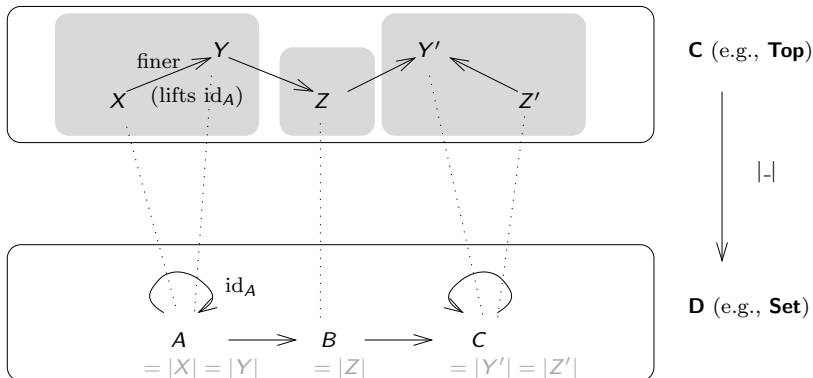 Y
Y′
C (e.g., Top)
finer
X
(lifts id_A)
Z
Z′
|_|
id_A
D (e.g., Set)
A
B
C
= |X| = |Y|
= |Z|
= |Y′| = |Z′|